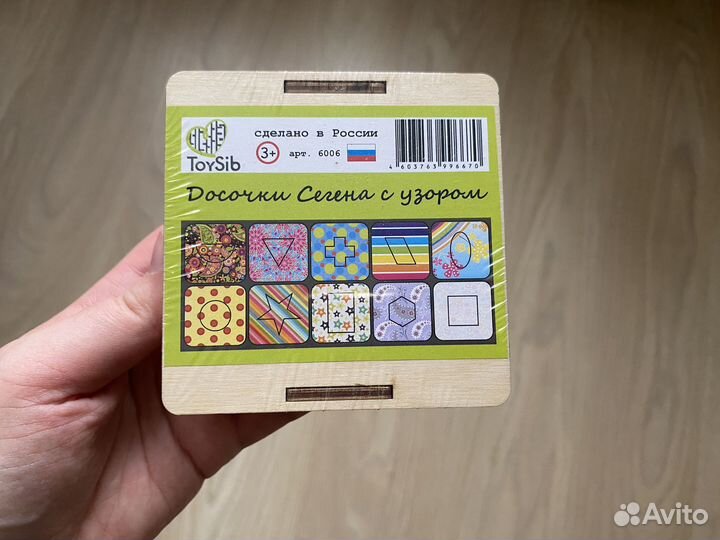 сделано в России
ToySib
3+ арт. 6006
4 603763 996670
Досочки Сегена с узором
Avito